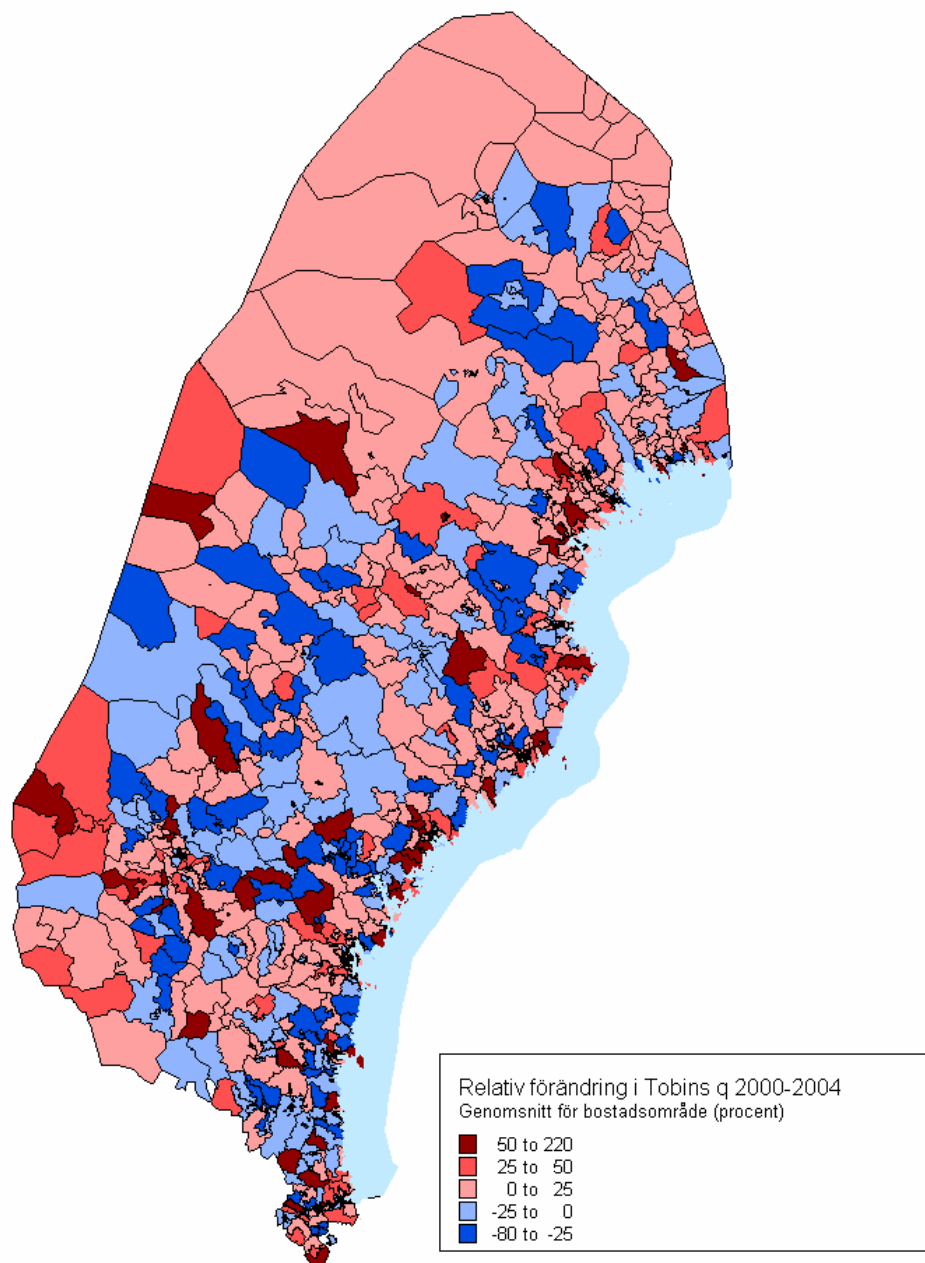 Relativ förändring i Tobins q 2000-2004
Genomsnitt för bostadsområde (procent)
50 to 220
25 to 50
0 to 25
-25 to 0
-80 to -25